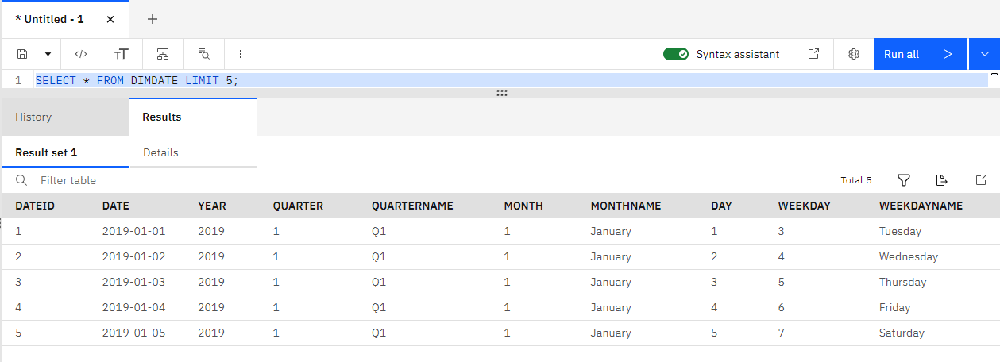 * Untitled - 1 × +
</> TT Syntax assistant Run all
1 SELECT * FROM DIMDATE LIMIT 5;
History Results
Result set 1 Details
Filter table Total:5
DATEID DATE YEAR QUARTER QUARTERNAME MONTH MONTHNAME DAY WEEKDAY WEEKDAYNAME
1 2019-01-01 2019 1 Q1 1 January 1 3 Tuesday
2 2019-01-02 2019 1 Q1 1 January 2 4 Wednesday
3 2019-01-03 2019 1 Q1 1 January 3 5 Thursday
4 2019-01-04 2019 1 Q1 1 January 4 6 Friday
5 2019-01-05 2019 1 Q1 1 January 5 7 Saturday